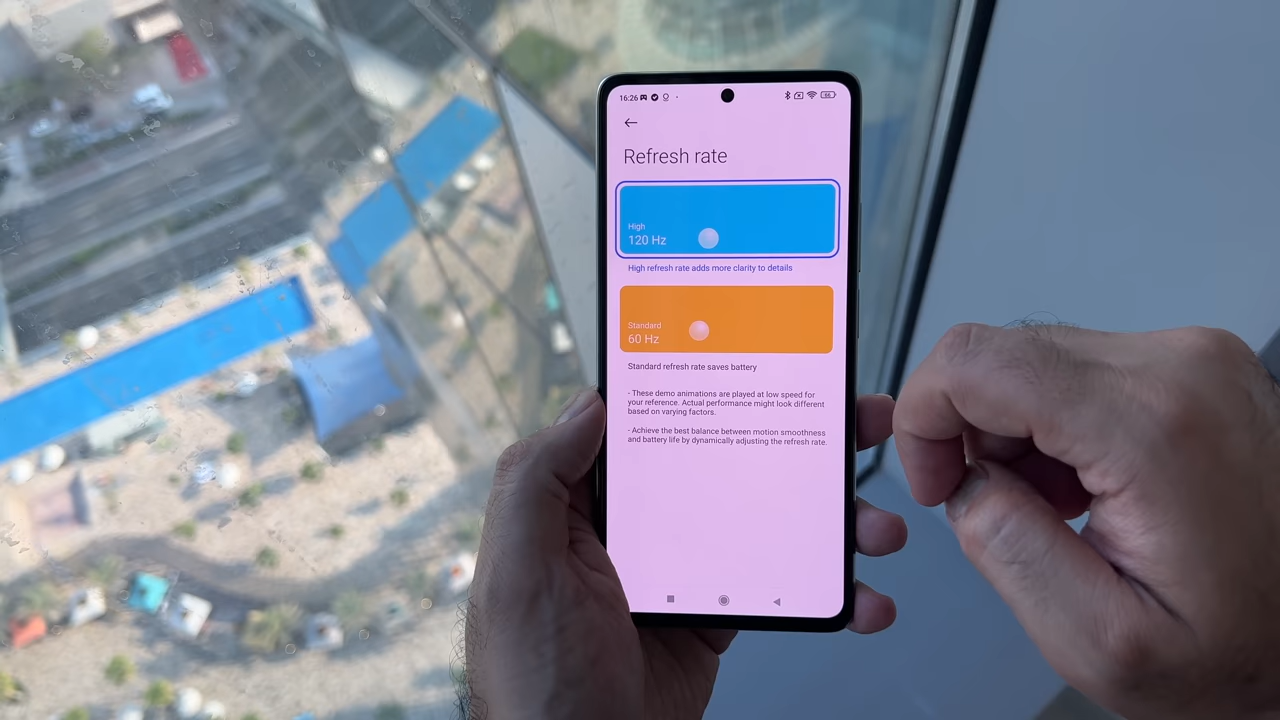 16:26
66
Refresh rate
High
120 Hz
High refresh rate adds more clarity to details
Standard
60 Hz
Standard refresh rate saves battery
- These demo animations are played at low speed for
your reference. Actual performance might look different
based on varying factors.
- Achieve the best balance between motion smoothness
and battery life by dynamically adjusting the refresh rate.